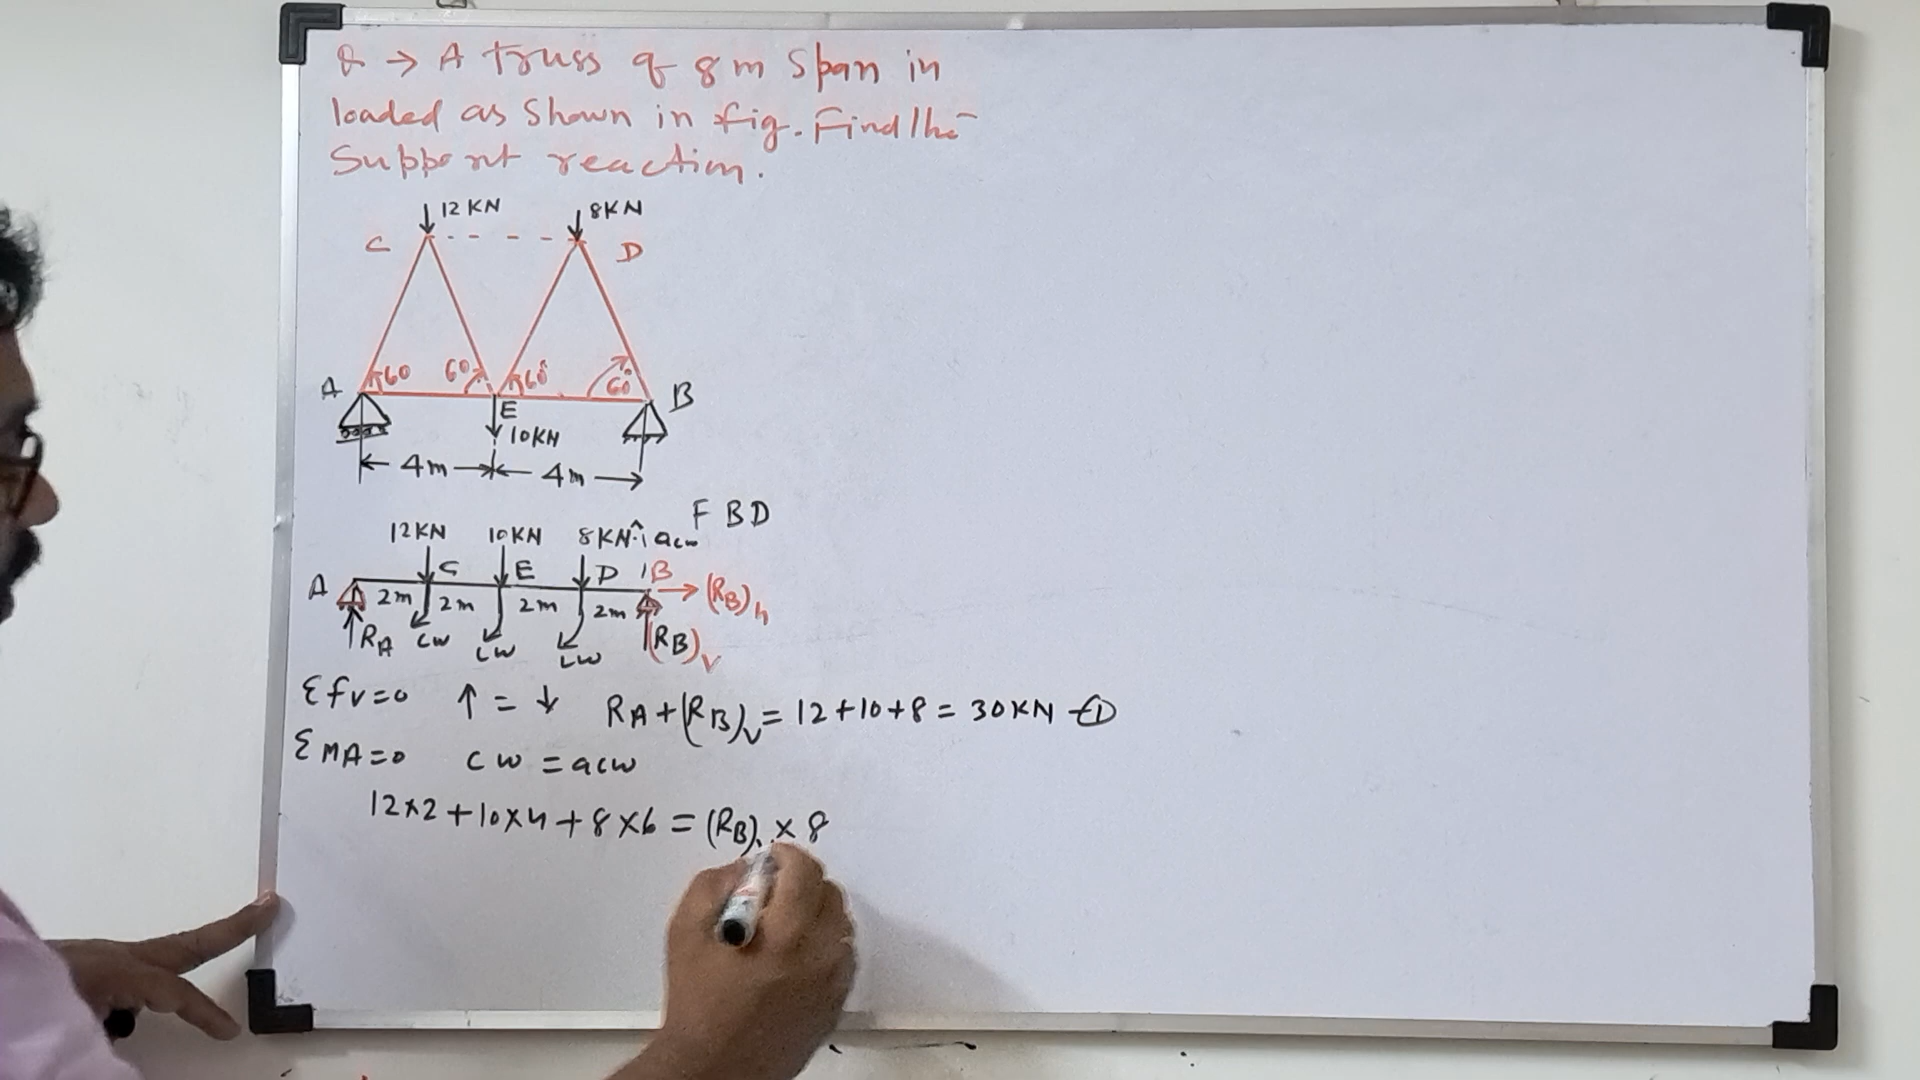 Q → A truss of 8m span in
loaded as shown in fig. Find the
Support reaction.
↓ 12 KN ↓ 8KN
C D
60 60° 60° 60°
A B
E
10KN
4m 4m
F B D
12KN 10KN 8KN acw
A C E D B → (RB)h
2m 2m 2m 2m
↑ RA cw cw cw (RB)v
Σfv=0 ↑ = ↓ RA + (RB)v = 12+10+8 = 30KN -①
ΣMA=0 cw = acw
12×2 + 10×4 + 8×6 = (RB) × 8